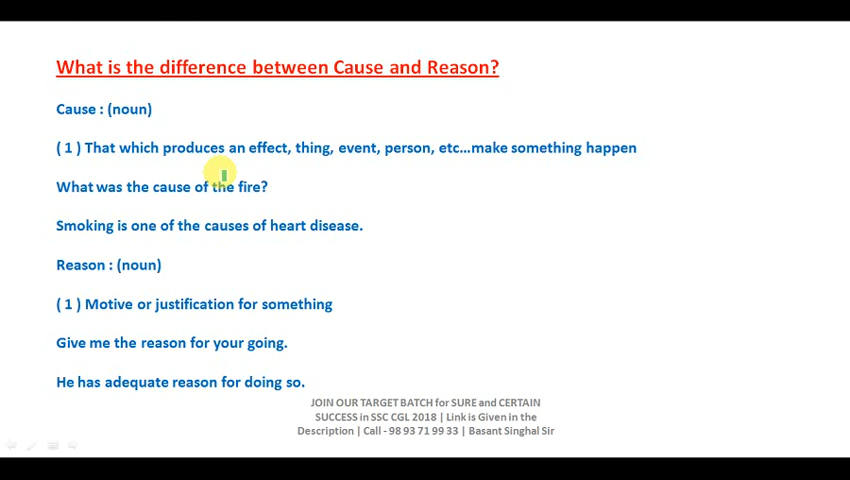 What is the difference between Cause and Reason?
Cause : (noun)
( 1 ) That which produces an effect, thing, event, person, etc...make something happen
What was the cause of the fire?
Smoking is one of the causes of heart disease.
Reason : (noun)
( 1 ) Motive or justification for something
Give me the reason for your going.
He has adequate reason for doing so.
JOIN OUR TARGET BATCH for SURE and CERTAIN
SUCCESS in SSC CGL 2018 | Link is Given in the
Description | Call - 98 93 71 99 33 | Basant Singhal Sir